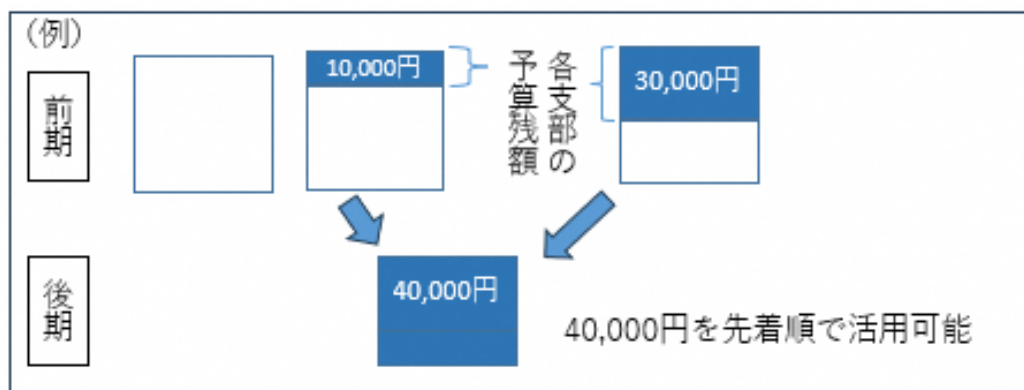 (例)
前期
10,000円
各支部の
予算残額
30,000円
後期
40,000円
40,000円を先着順で活用可能